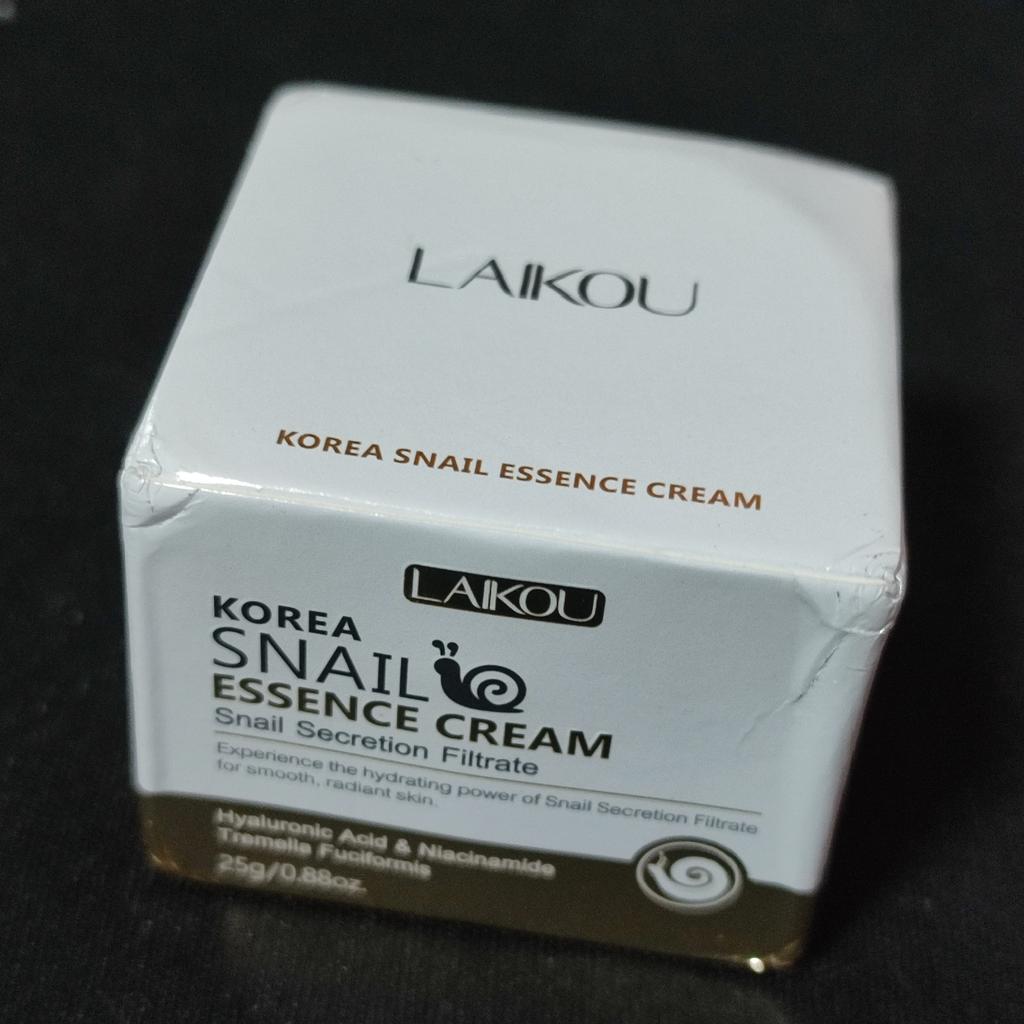 LAIKOU
KOREA SNAIL ESSENCE CREAM
LAIKOU
KOREA
SNAIL
ESSENCE CREAM
Snail Secretion Filtrate
Experience the hydrating power of Snail Secretion Filtrate
for smooth, radiant skin.
Hyaluronic Acid & Niacinamide
Tremella Fuciformis
25g/0.88oz.